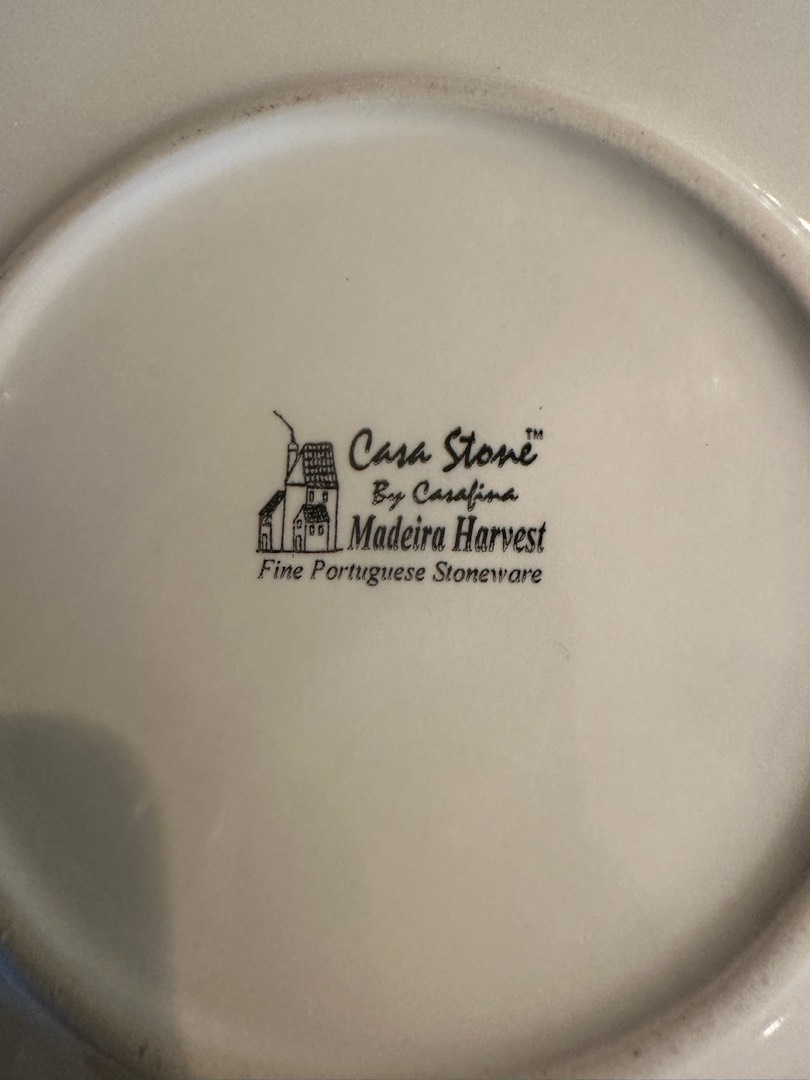 Casa Stone™
By Casafina
Madeira Harvest
Fine Portuguese Stoneware